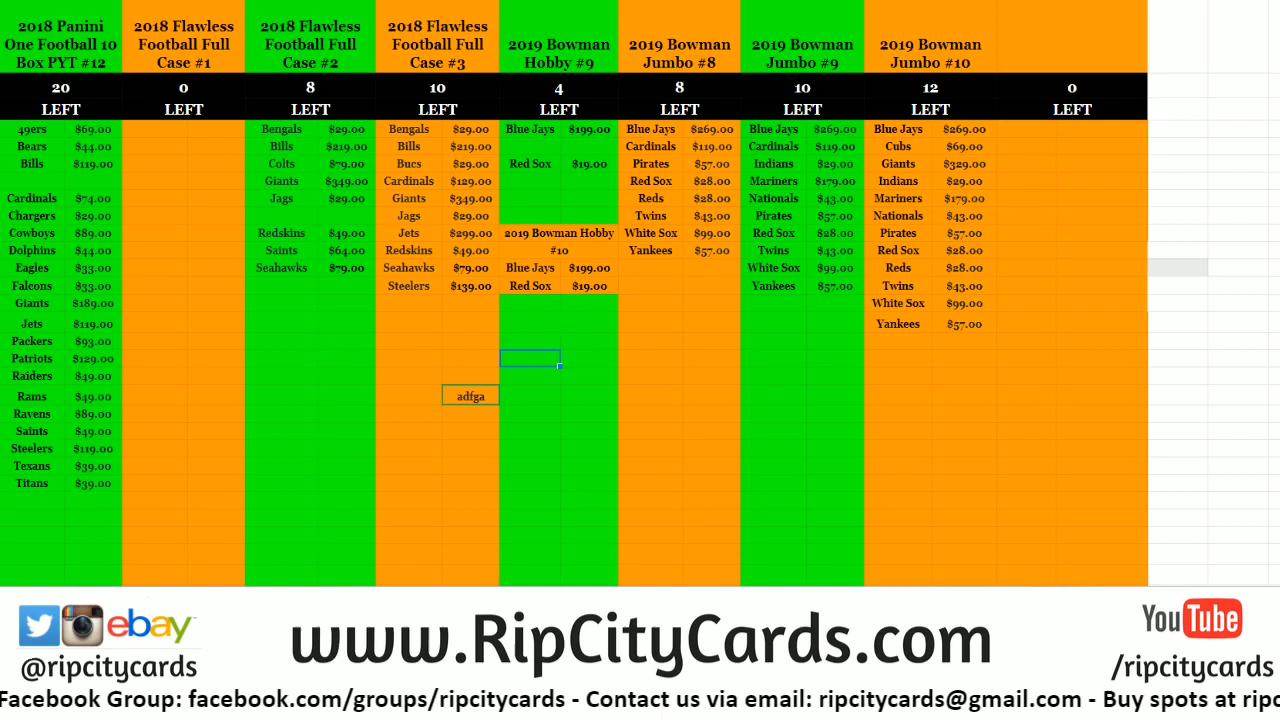 2018 Panini One Football 10 Box PYT #12
20
LEFT
49ers $69.00
Bears $44.00
Bills $119.00
Cardinals $74.00
Chargers $29.00
Cowboys $89.00
Dolphins $44.00
Eagles $33.00
Falcons $33.00
Giants $189.00
Jets $119.00
Packers $93.00
Patriots $129.00
Raiders $49.00
Rams $49.00
Ravens $89.00
Saints $49.00
Steelers $119.00
Texans $39.00
Titans $39.00
2018 Flawless Football Full Case #1
0
LEFT
2018 Flawless Football Full Case #2
8
LEFT
Bengals $29.00
Bills $219.00
Colts $79.00
Giants $349.00
Jags $29.00
Redskins $49.00
Saints $64.00
Seahawks $79.00
2018 Flawless Football Full Case #3
10
LEFT
Bengals $29.00
Bills $219.00
Bucs $29.00
Cardinals $129.00
Giants $349.00
Jags $29.00
Jets $299.00
Redskins $49.00
Seahawks $79.00
Steelers $139.00
adfga
2019 Bowman Hobby #9
4
LEFT
Blue Jays $199.00
Red Sox $19.00
2019 Bowman Hobby
#10
Blue Jays $199.00
Red Sox $19.00
2019 Bowman Jumbo #8
8
LEFT
Blue Jays $269.00
Cardinals $119.00
Pirates $57.00
Red Sox $28.00
Reds $28.00
Twins $43.00
White Sox $99.00
Yankees $57.00
2019 Bowman Jumbo #9
10
LEFT
Blue Jays $269.00
Cardinals $119.00
Indians $29.00
Mariners $179.00
Nationals $43.00
Pirates $57.00
Red Sox $28.00
Twins $43.00
White Sox $99.00
Yankees $57.00
2019 Bowman Jumbo #10
12
LEFT
Blue Jays $269.00
Cubs $69.00
Giants $329.00
Indians $29.00
Mariners $179.00
Nationals $43.00
Pirates $57.00
Red Sox $28.00
Reds $28.00
Twins $43.00
White Sox $99.00
Yankees $57.00
0
LEFT
ebay
@ripcitycards
www.RipCityCards.com
YouTube
/ripcitycards
Facebook Group: facebook.com/groups/ripcitycards - Contact us via email: ripcitycards@gmail.com - Buy spots at ripc